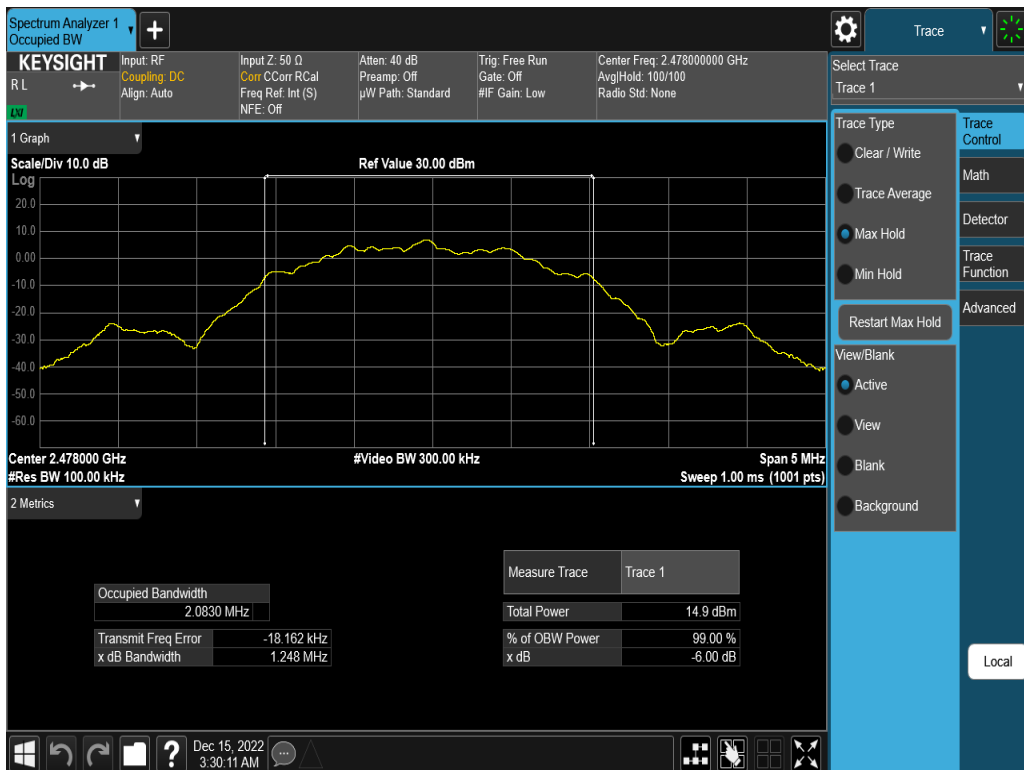 Spectrum Analyzer 1
Occupied BW
+
Trace
KEYSIGHT
R L
LXI
Input: RF
Coupling: DC
Align: Auto
Input Z: 50 Ω
Corr CCorr RCal
Freq Ref: Int (S)
NFE: Off
Atten: 40 dB
Preamp: Off
µW Path: Standard
Trig: Free Run
Gate: Off
#IF Gain: Low
Center Freq: 2.478000000 GHz
Avg|Hold: 100/100
Radio Std: None
Select Trace
Trace 1
1 Graph
Scale/Div 10.0 dB
Ref Value 30.00 dBm
Log
20.0
10.0
0.00
-10.0
-20.0
-30.0
-40.0
-50.0
-60.0
Center 2.478000 GHz
#Video BW 300.00 kHz
Span 5 MHz
#Res BW 100.00 kHz
Sweep 1.00 ms (1001 pts)
Trace Type
Clear / Write
Trace Average
Max Hold
Min Hold
Restart Max Hold
View/Blank
Active
View
Blank
Background
Trace
Control
Math
Detector
Trace
Function
Advanced
Local
2 Metrics
Occupied Bandwidth
2.0830 MHz
Transmit Freq Error -18.162 kHz
x dB Bandwidth 1.248 MHz
Measure Trace Trace 1
Total Power 14.9 dBm
% of OBW Power 99.00 %
x dB -6.00 dB
?
Dec 15, 2022
3:30:11 AM